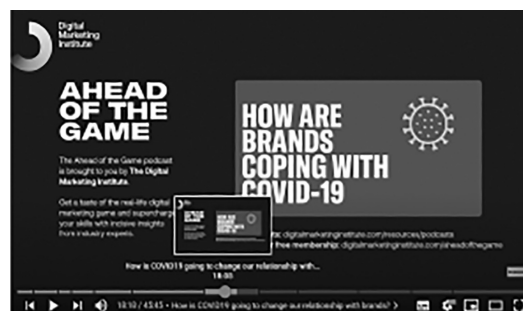 Digital
Marketing
Institute
AHEAD
OF THE
GAME
The Ahead of the Game podcast
is brought to you by The Digital
Marketing Institute.
Get a taste of the real-life digital
marketing game and supercharge
your skills with incisive insights
from industry experts.
HOW ARE
BRANDS
COPING WITH
COVID-19
digitalmarketinginstitute.com/resources/podcasts
free membership: digitalmarketinginstitute.com/aheadofthegame
How is COVID19 going to change our relationship with...
18:08
18:10 / 45:45 • How is COVID19 going to change our relationship with brands? >